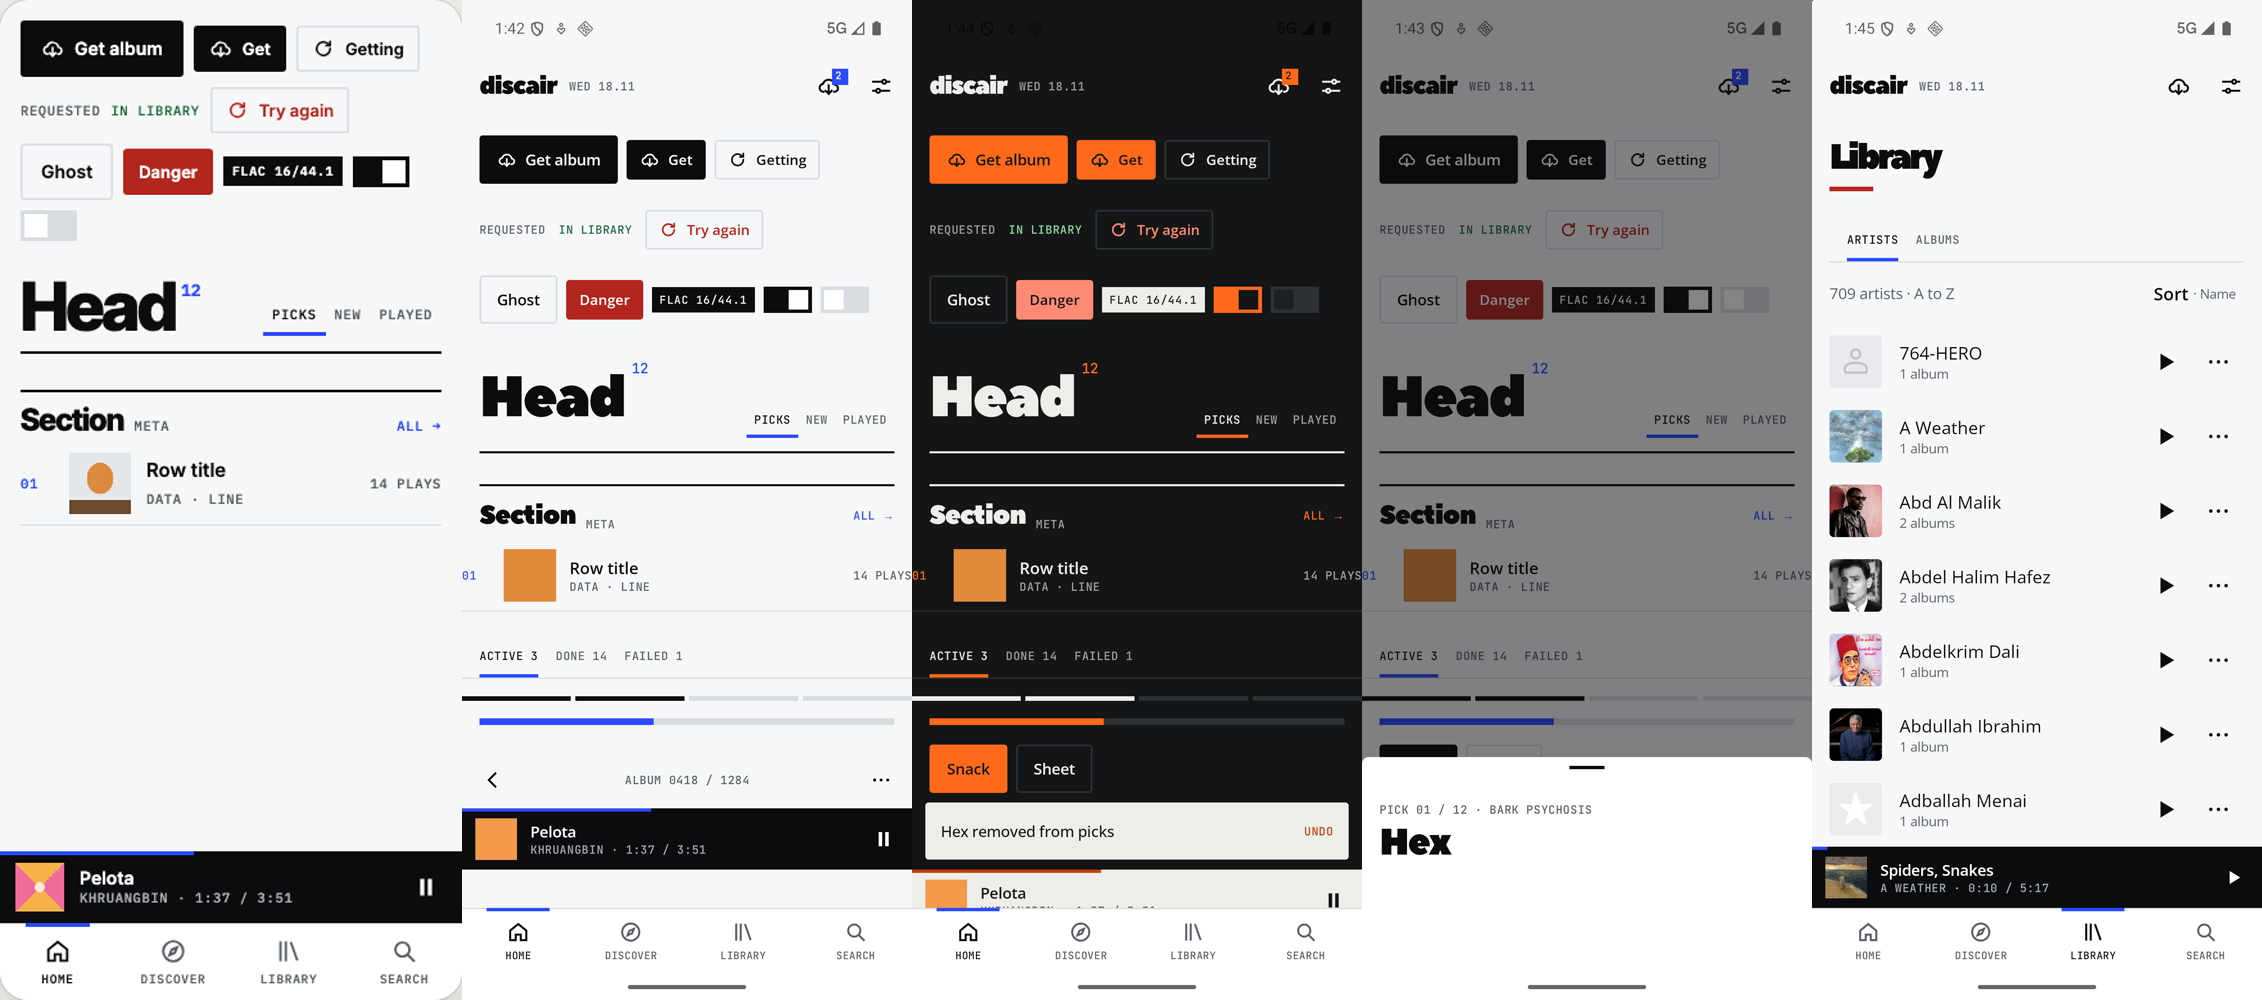 Get album Get Getting
REQUESTED IN LIBRARY Try again
Ghost Danger FLAC 16/44.1
Head 12
PICKS NEW PLAYED
Section META ALL →
01 Row title 14 PLAYS
DATA · LINE
Pelota
KHRUANGBIN · 1:37 / 3:51
HOME DISCOVER LIBRARY SEARCH
1:42 5G
discair WED 18.11 2
Get album Get Getting
REQUESTED IN LIBRARY Try again
Ghost Danger FLAC 16/44.1
Head 12
PICKS NEW PLAYED
Section META ALL →
01 Row title 14 PLAYS
DATA · LINE
ACTIVE 3 DONE 14 FAILED 1
ALBUM 0418 / 1284
Pelota
KHRUANGBIN · 1:37 / 3:51
HOME DISCOVER LIBRARY SEARCH
1:44 5G
discair WED 18.11 2
Get album Get Getting
REQUESTED IN LIBRARY Try again
Ghost Danger FLAC 16/44.1
Head 12
PICKS NEW PLAYED
Section META ALL →
01 Row title 14 PLAYS
DATA · LINE
ACTIVE 3 DONE 14 FAILED 1
Snack Sheet
Hex removed from picks UNDO
Pelota
HOME DISCOVER LIBRARY SEARCH
1:43 5G
discair WED 18.11 2
Get album Get Getting
REQUESTED IN LIBRARY Try again
Ghost Danger FLAC 16/44.1
Head 12
PICKS NEW PLAYED
Section META ALL →
01 Row title 14 PLAYS
DATA · LINE
ACTIVE 3 DONE 14 FAILED 1
PICK 01 / 12 · BARK PSYCHOSIS
Hex
1:45 5G
discair WED 18.11
Library
ARTISTS ALBUMS
709 artists · A to Z Sort · Name
764-HERO
1 album
A Weather
1 album
Abd Al Malik
2 albums
Abdel Halim Hafez
2 albums
Abdelkrim Dali
1 album
Abdullah Ibrahim
1 album
Adballah Menai
1 album
Spiders, Snakes
A WEATHER · 0:10 / 5:17
HOME DISCOVER LIBRARY SEARCH